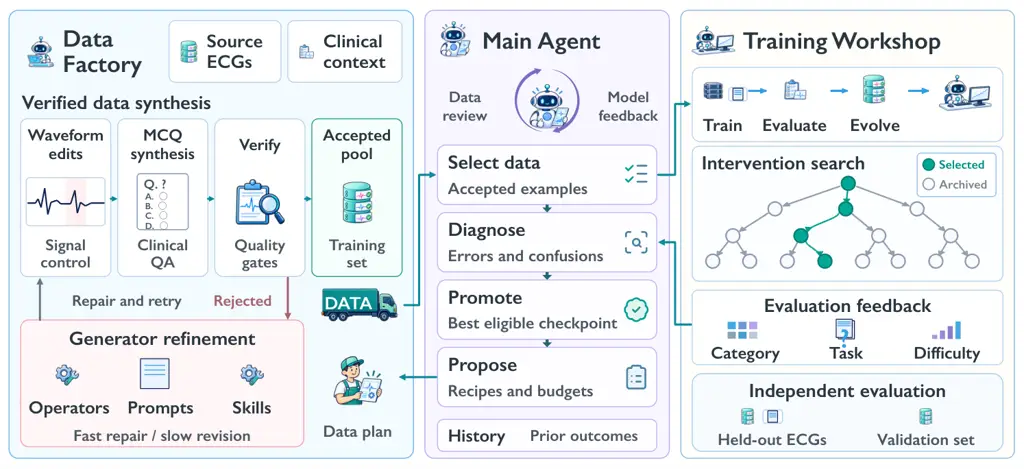 Data
Factory
Source
ECGs
Clinical
context
Verified data synthesis
Waveform
edits
Signal
control
MCQ
synthesis
Q. ?
A.
B.
C.
D.
Clinical
QA
Verify
Quality
gates
Accepted
pool
Training
set
Repair and retry
Rejected
DATA
Generator refinement
Operators
Prompts
Skills
Fast repair / slow revision
Data plan
Main Agent
Data
review
Model
feedback
Select data
Accepted examples
Diagnose
Errors and confusions
Promote
Best eligible checkpoint
Propose
Recipes and budgets
History
Prior outcomes
Training Workshop
Train
Evaluate
Evolve
Intervention search
Selected
Archived
Evaluation feedback
Category
?
Task
Difficulty
Independent evaluation
Held-out ECGs
Validation set